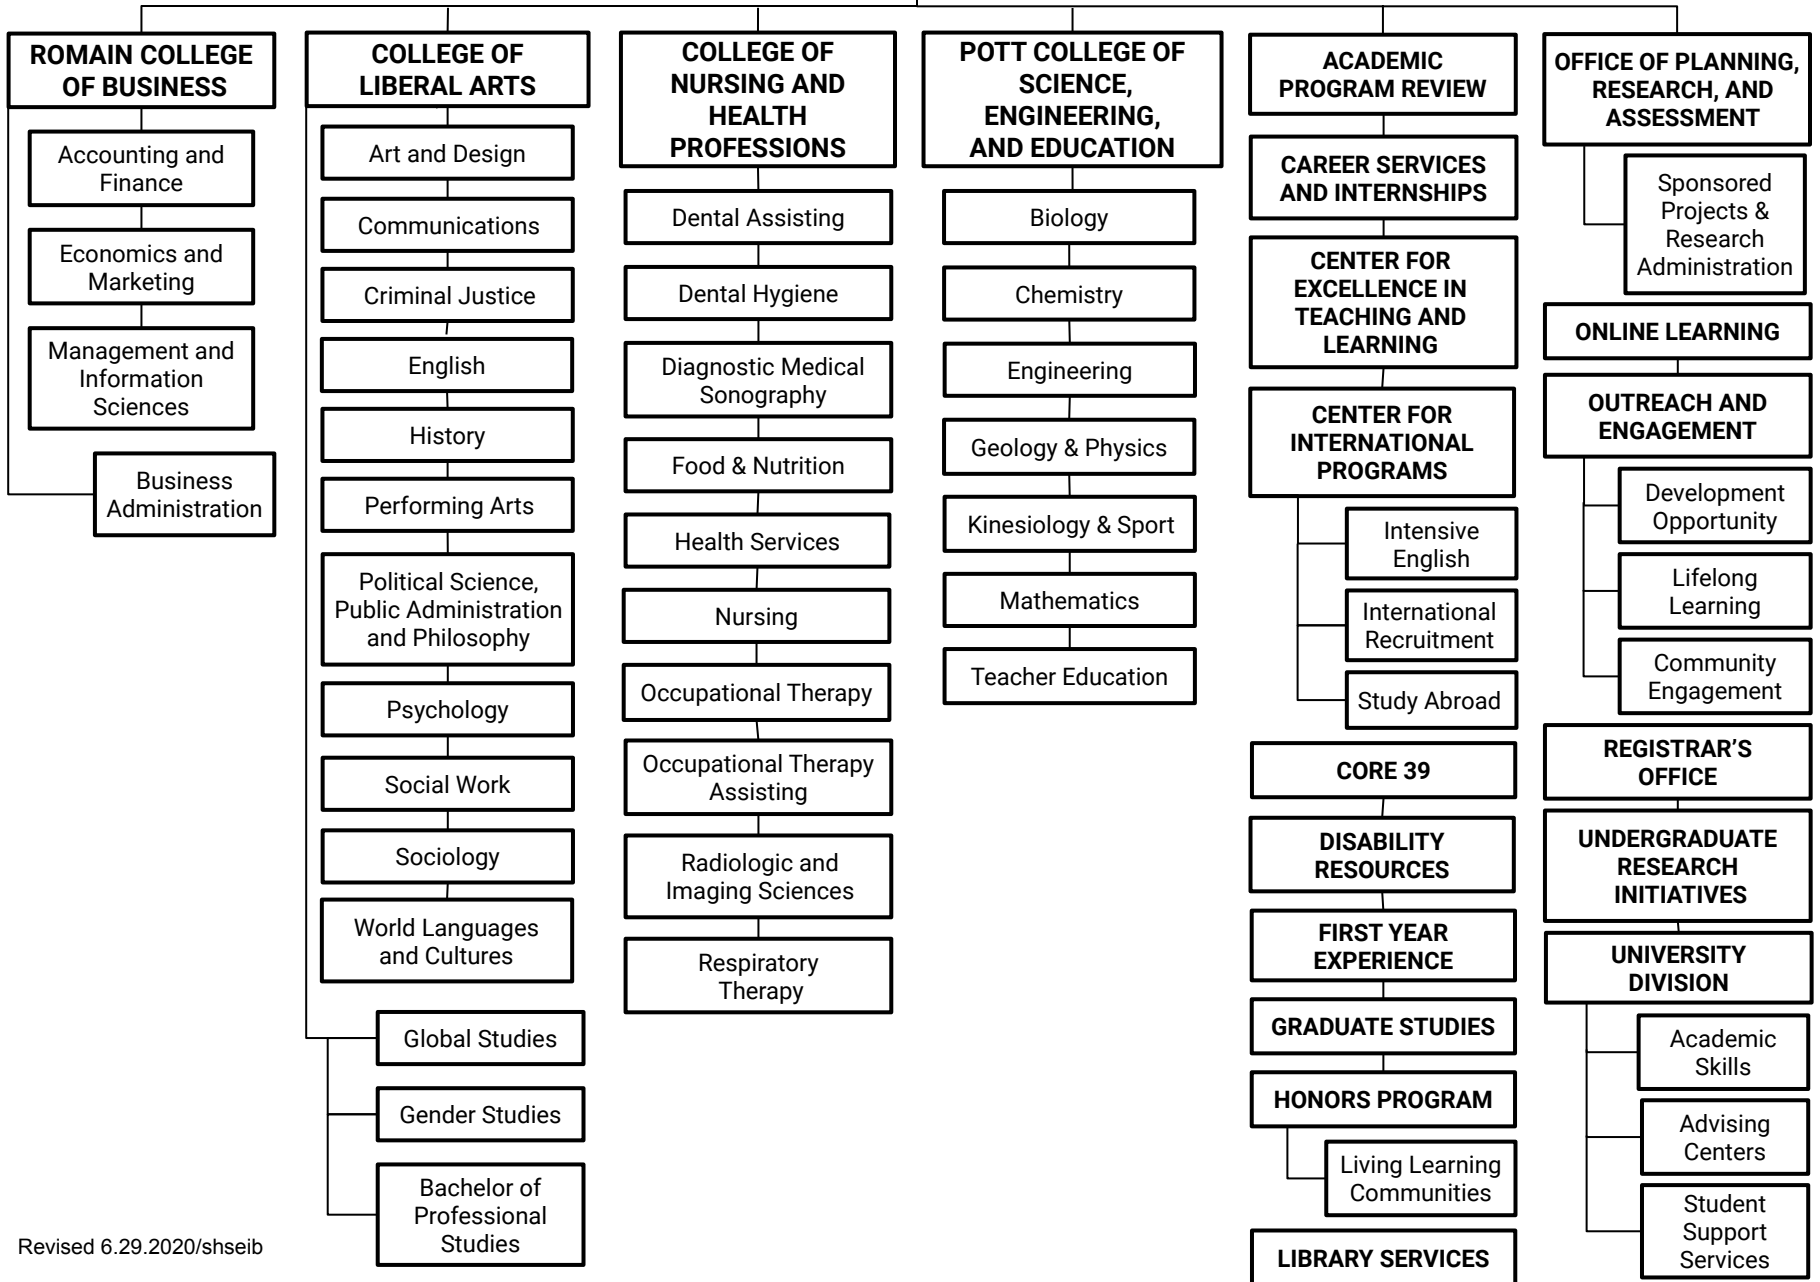 ROMAIN COLLEGE
OF BUSINESS
Accounting and
Finance
Economics and
Marketing
Management and
Information
Sciences
Business
Administration
COLLEGE OF
LIBERAL ARTS
Art and Design
Communications
Criminal Justice
English
History
Performing Arts
Political Science,
Public Administration
and Philosophy
Psychology
Social Work
Sociology
World Languages
and Cultures
Global Studies
Gender Studies
Bachelor of
Professional
Studies
COLLEGE OF
NURSING AND
HEALTH
PROFESSIONS
Dental Assisting
Dental Hygiene
Diagnostic Medical
Sonography
Food & Nutrition
Health Services
Nursing
Occupational Therapy
Occupational Therapy
Assisting
Radiologic and
Imaging Sciences
Respiratory
Therapy
POTT COLLEGE OF
SCIENCE,
ENGINEERING,
AND EDUCATION
Biology
Chemistry
Engineering
Geology & Physics
Kinesiology & Sport
Mathematics
Teacher Education
ACADEMIC
PROGRAM REVIEW
CAREER SERVICES
AND INTERNSHIPS
CENTER FOR
EXCELLENCE IN
TEACHING AND
LEARNING
CENTER FOR
INTERNATIONAL
PROGRAMS
Intensive
English
International
Recruitment
Study Abroad
CORE 39
DISABILITY
RESOURCES
FIRST YEAR
EXPERIENCE
GRADUATE STUDIES
HONORS PROGRAM
Living Learning
Communities
LIBRARY SERVICES
OFFICE OF PLANNING,
RESEARCH, AND
ASSESSMENT
Sponsored
Projects &
Research
Administration
ONLINE LEARNING
OUTREACH AND
ENGAGEMENT
Development
Opportunity
Lifelong
Learning
Community
Engagement
REGISTRAR’S
OFFICE
UNDERGRADUATE
RESEARCH
INITIATIVES
UNIVERSITY
DIVISION
Academic
Skills
Advising
Centers
Student
Support
Services
Revised 6.29.2020/shseib